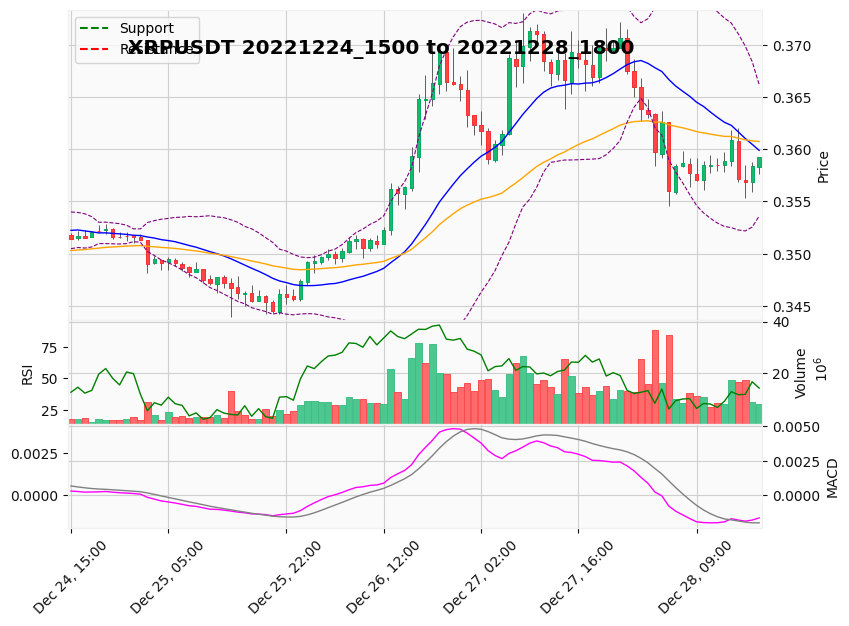 XRPUSDT 20221224_1500 to 20221228_1800
Support
Resistance
0.370
0.365
0.360
0.355
0.350
0.345
Price
75
50
25
RSI
40
20
Volume
10^6
0.0025
0.0000
0.0050
0.0025
0.0000
MACD
Dec 24, 15:00
Dec 25, 05:00
Dec 25, 22:00
Dec 26, 12:00
Dec 27, 02:00
Dec 27, 16:00
Dec 28, 09:00